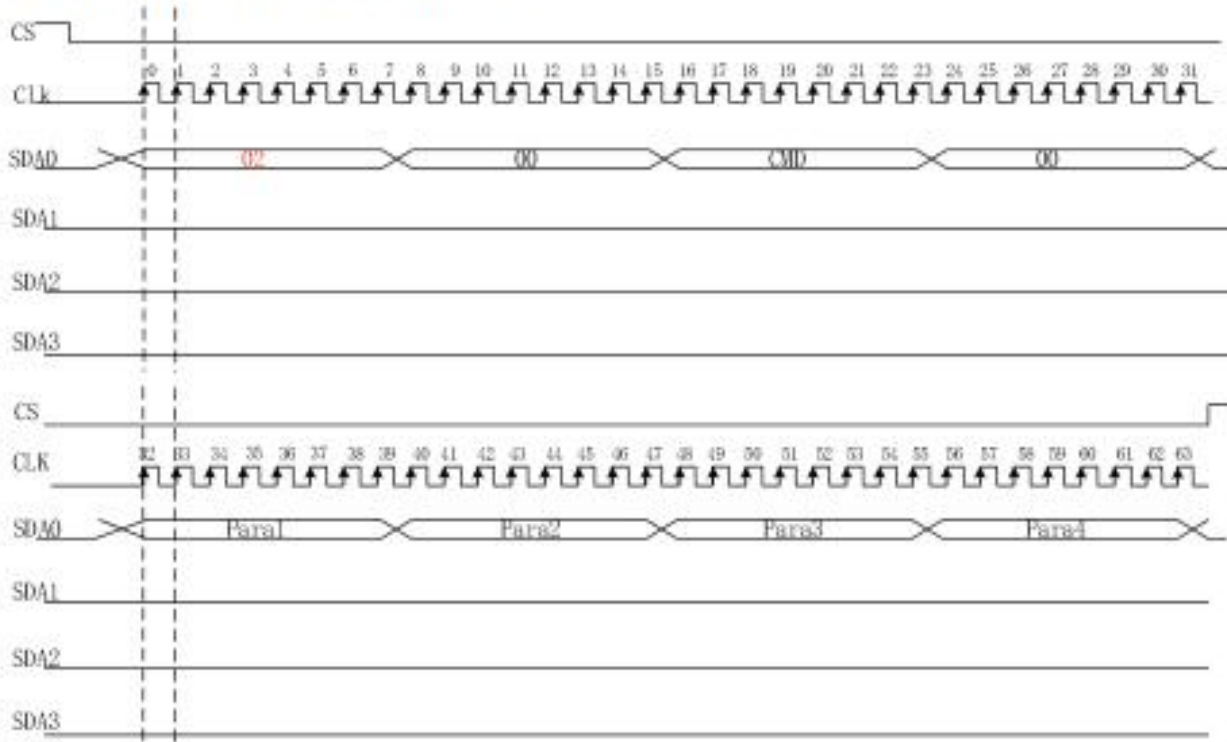 CS
0 1 2 3 4 5 6 7 8 9 10 11 12 13 14 15 16 17 18 19 20 21 22 23 24 25 26 27 28 29 30 31
Clk
SDA0 02 00 CMD 00
SDA1
SDA2
SDA3
CS
32 33 34 35 36 37 38 39 40 41 42 43 44 45 46 47 48 49 50 51 52 53 54 55 56 57 58 59 60 61 62 63
CLK
SDA0 Para1 Para2 Para3 Para4
SDA1
SDA2
SDA3